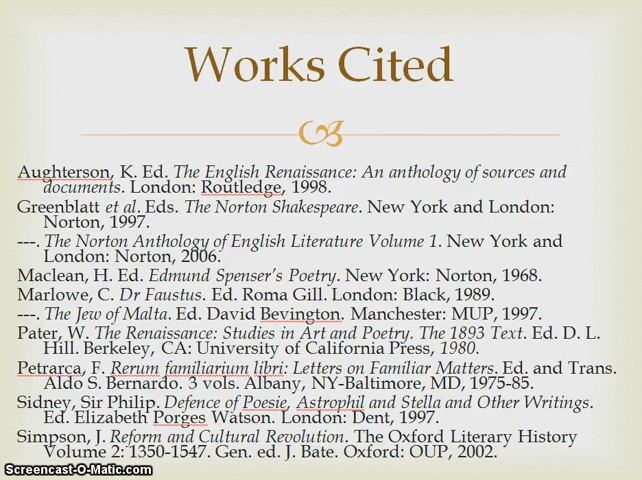 Works Cited
Aughterson, K. Ed. The English Renaissance: An anthology of sources and
documents. London: Routledge, 1998.
Greenblatt et al. Eds. The Norton Shakespeare. New York and London:
Norton, 1997.
---. The Norton Anthology of English Literature Volume 1. New York and
London: Norton, 2006.
Maclean, H. Ed. Edmund Spenser's Poetry. New York: Norton, 1968.
Marlowe, C. Dr Faustus. Ed. Roma Gill. London: Black, 1989.
---. The Jew of Malta. Ed. David Bevington. Manchester: MUP, 1997.
Pater, W. The Renaissance: Studies in Art and Poetry. The 1893 Text. Ed. D. L.
Hill. Berkeley, CA: University of California Press, 1980.
Petrarca, F. Rerum familiarium libri: Letters on Familiar Matters. Ed. and Trans.
Aldo S. Bernardo. 3 vols. Albany, NY-Baltimore, MD, 1975-85.
Sidney, Sir Philip. Defence of Poesie, Astrophil and Stella and Other Writings.
Ed. Elizabeth Porges Watson. London: Dent, 1997.
Simpson, J. Reform and Cultural Revolution. The Oxford Literary History
Volume 2: 1350-1547. Gen. ed. J. Bate. Oxford: OUP, 2002.
Screencast-O-Matic.com